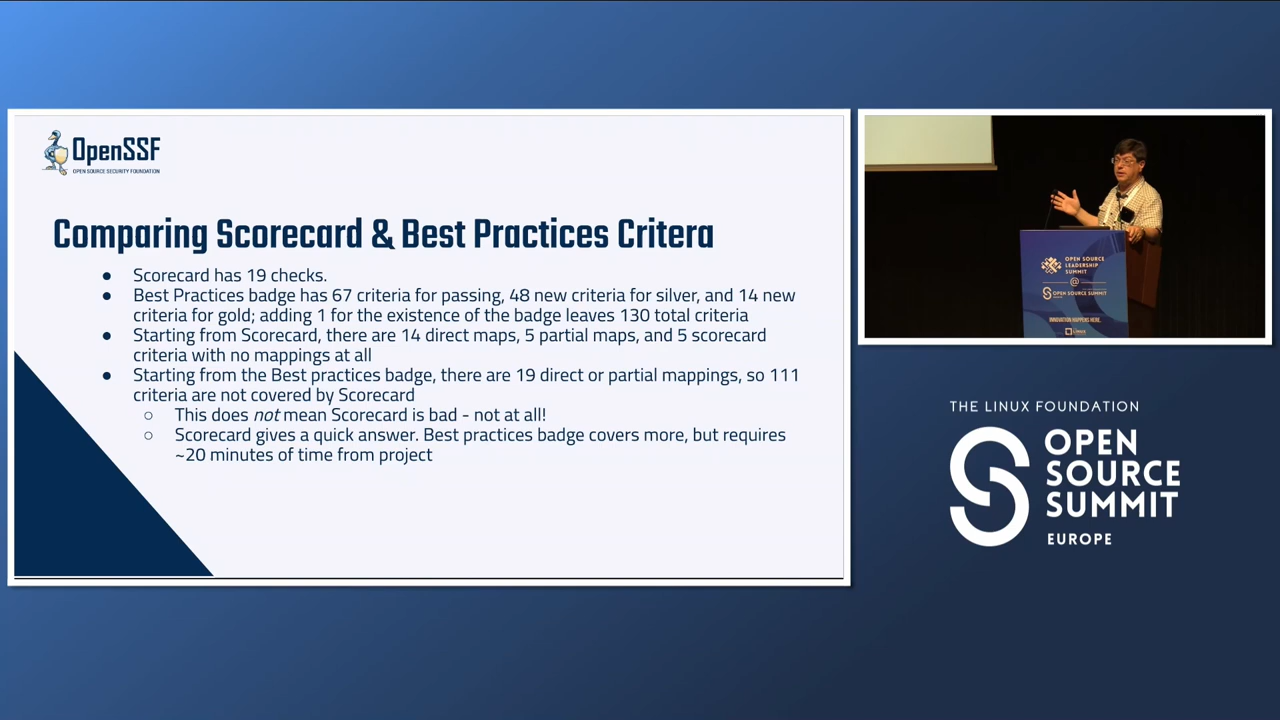 OpenSSF
OPEN SOURCE SECURITY FOUNDATION
Comparing Scorecard & Best Practices Critera
● Scorecard has 19 checks.
● Best Practices badge has 67 criteria for passing, 48 new criteria for silver, and 14 new
criteria for gold; adding 1 for the existence of the badge leaves 130 total criteria
● Starting from Scorecard, there are 14 direct maps, 5 partial maps, and 5 scorecard
criteria with no mappings at all
● Starting from the Best practices badge, there are 19 direct or partial mappings, so 111
criteria are not covered by Scorecard
○ This does not mean Scorecard is bad - not at all!
○ Scorecard gives a quick answer. Best practices badge covers more, but requires
~20 minutes of time from project
OPEN SOURCE
LEADERSHIP
SUMMIT
@
OPEN SOURCE SUMMIT
INNOVATION HAPPENS HERE.
THE LINUX FOUNDATION
OPEN
SOURCE
SUMMIT
EUROPE